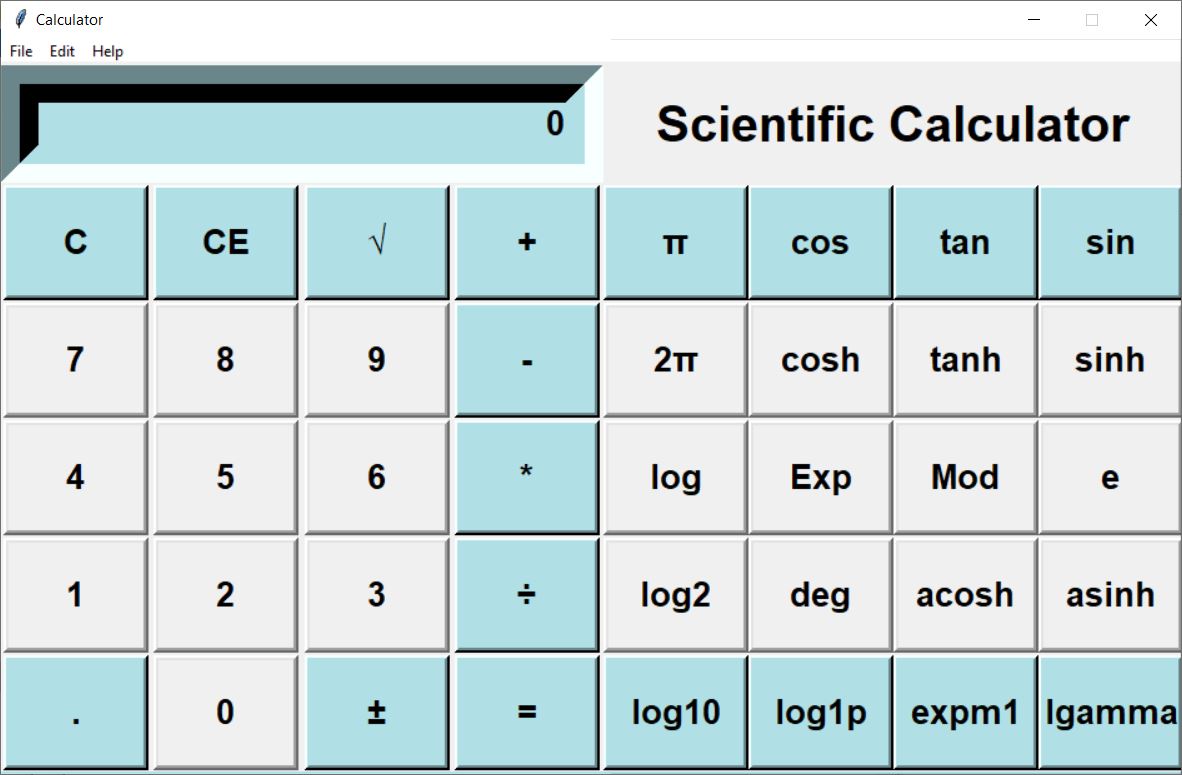 Calculator
File Edit Help
0
Scientific Calculator
C CE √ + π cos tan sin
7 8 9 - 2π cosh tanh sinh
4 5 6 * log Exp Mod e
1 2 3 ÷ log2 deg acosh asinh
. 0 ± = log10 log1p expm1 lgamma